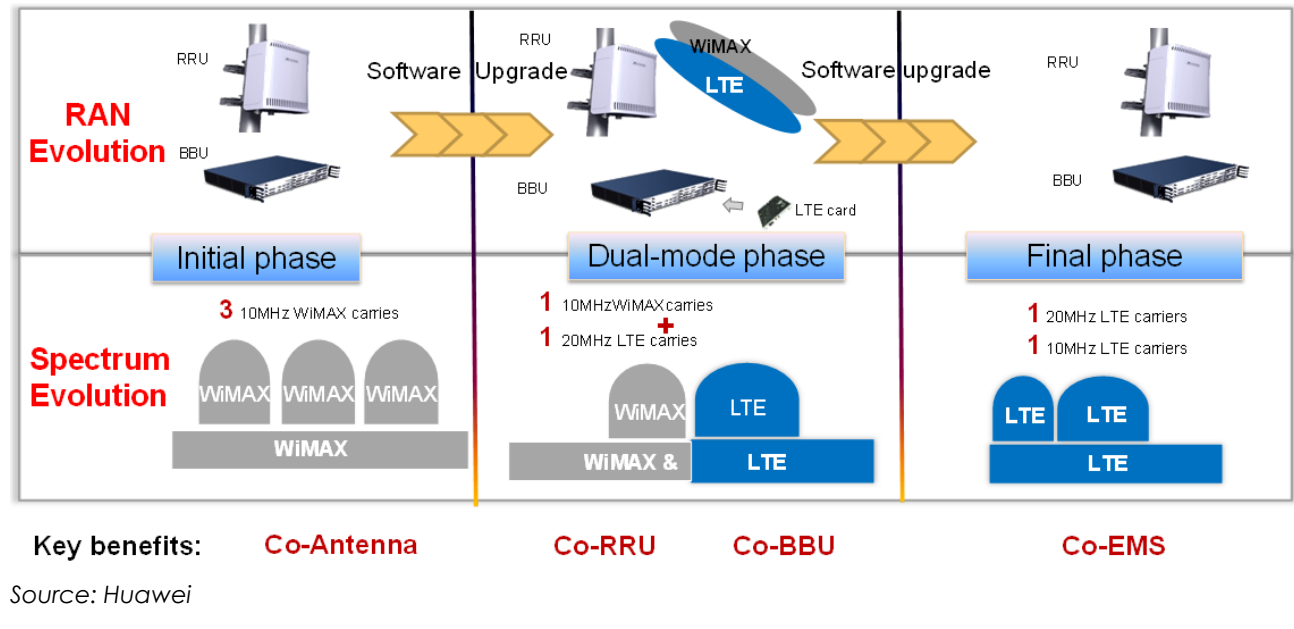 RRU
BBU
RAN
Evolution
Software Upgrade
RRU
WiMAX
LTE
BBU
LTE card
Software upgrade
RRU
BBU
Initial phase
Dual-mode phase
Final phase
Spectrum
Evolution
3 10MHz WiMAX carries
WiMAX WiMAX WiMAX
WiMAX
1 10MHzWiMAX carries
+
1 20MHz LTE carries
WiMAX LTE
WiMAX & LTE
1 20MHz LTE carriers
1 10MHz LTE carriers
LTE LTE
LTE
Key benefits: Co-Antenna Co-RRU Co-BBU Co-EMS
Source: Huawei